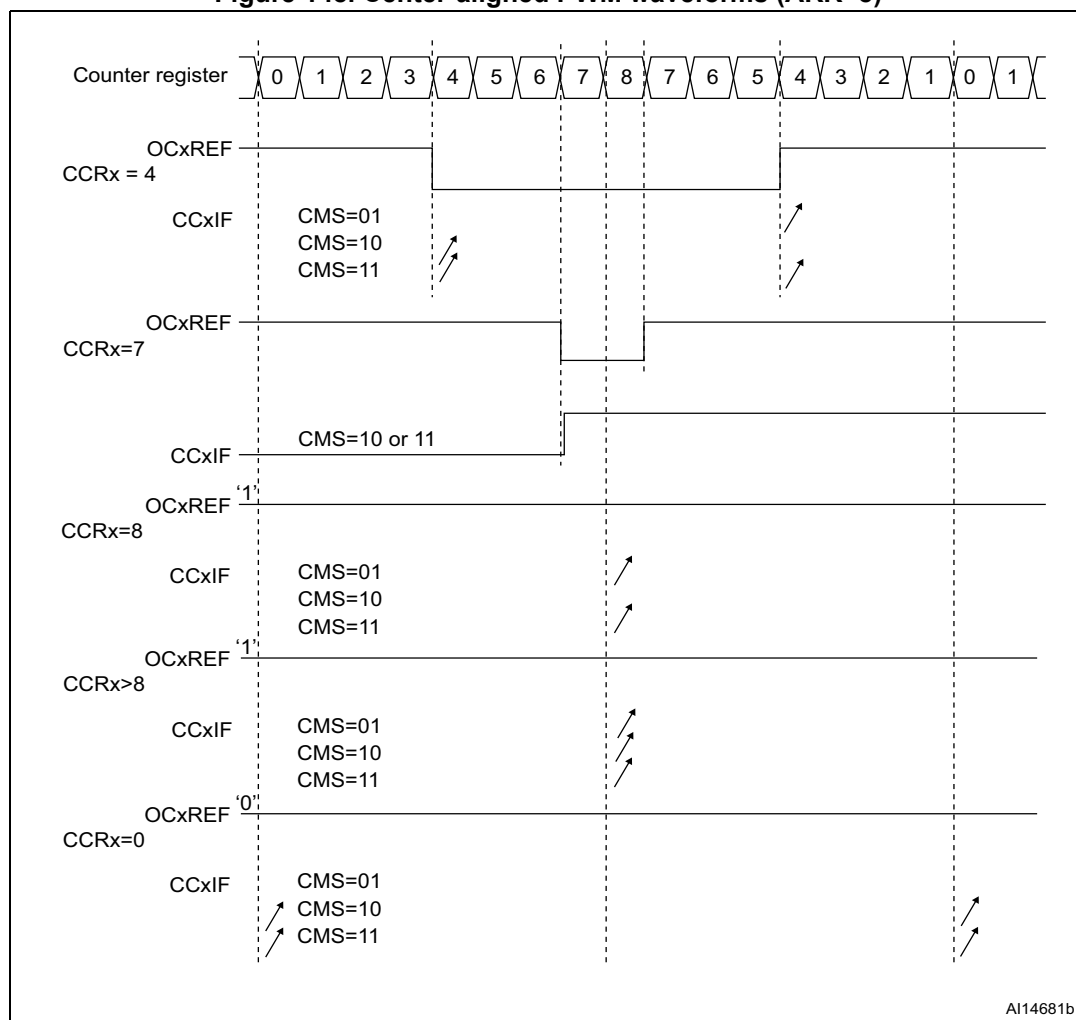 Counter register 0 1 2 3 4 5 6 7 8 7 6 5 4 3 2 1 0 1
OCxREF
CCRx = 4
CCxIF CMS=01
CMS=10
CMS=11
OCxREF
CCRx=7
CMS=10 or 11
CCxIF
OCxREF '1'
CCRx=8
CCxIF CMS=01
CMS=10
CMS=11
OCxREF '1'
CCRx>8
CCxIF CMS=01
CMS=10
CMS=11
OCxREF '0'
CCRx=0
CCxIF CMS=01
CMS=10
CMS=11
AI14681b